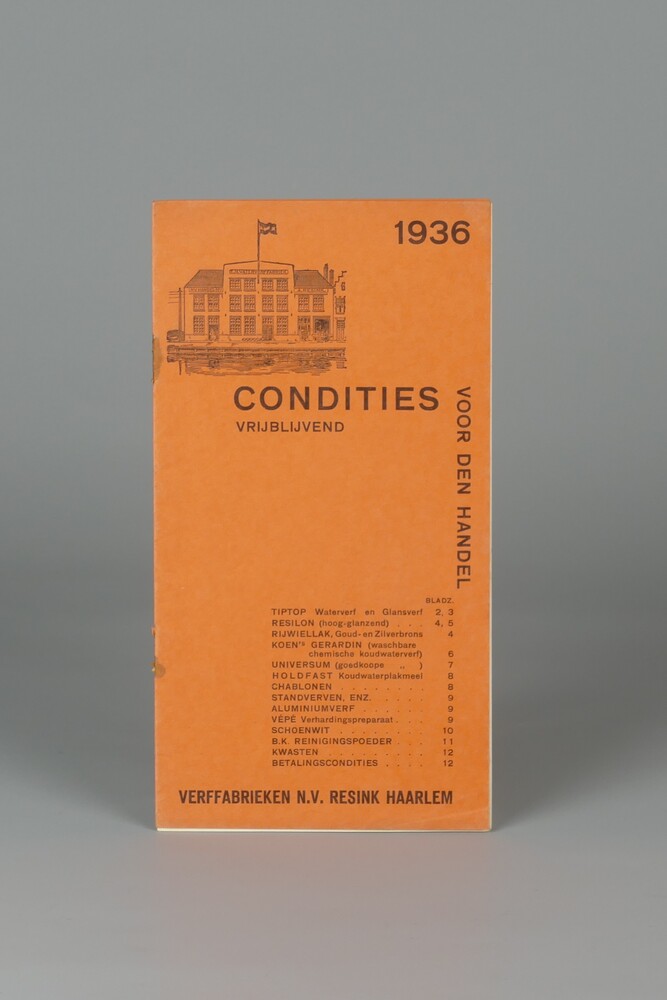 1936
CONDITIES
VRIJBLIJVEND
VOOR DEN HANDEL
BLADZ.
TIPTOP Waterverf en Glansverf 2, 3
RESILON (hoog-glanzend) . . . 4, 5
RIJWIELLAK, Goud- en Zilverbrons 4
KOEN'S GERARDIN (waschbare
chemische koudwaterverf) 6
UNIVERSUM (goedkoope „ ) 7
HOLDFAST Koudwaterplakmeel 8
CHABLONEN . . . . . . . . 8
STANDVERVEN, ENZ. . . . . . 9
ALUMINIUMVERF . . . . . . 9
VÉPÉ Verhardingspreparaat . . . 9
SCHOENWIT . . . . . . . . 10
B.K. REINIGINGSPOEDER . . . 11
KWASTEN . . . . . . . . . 12
BETALINGSCONDITIES . . . . 12
VERFFABRIEKEN N.V. RESINK HAARLEM